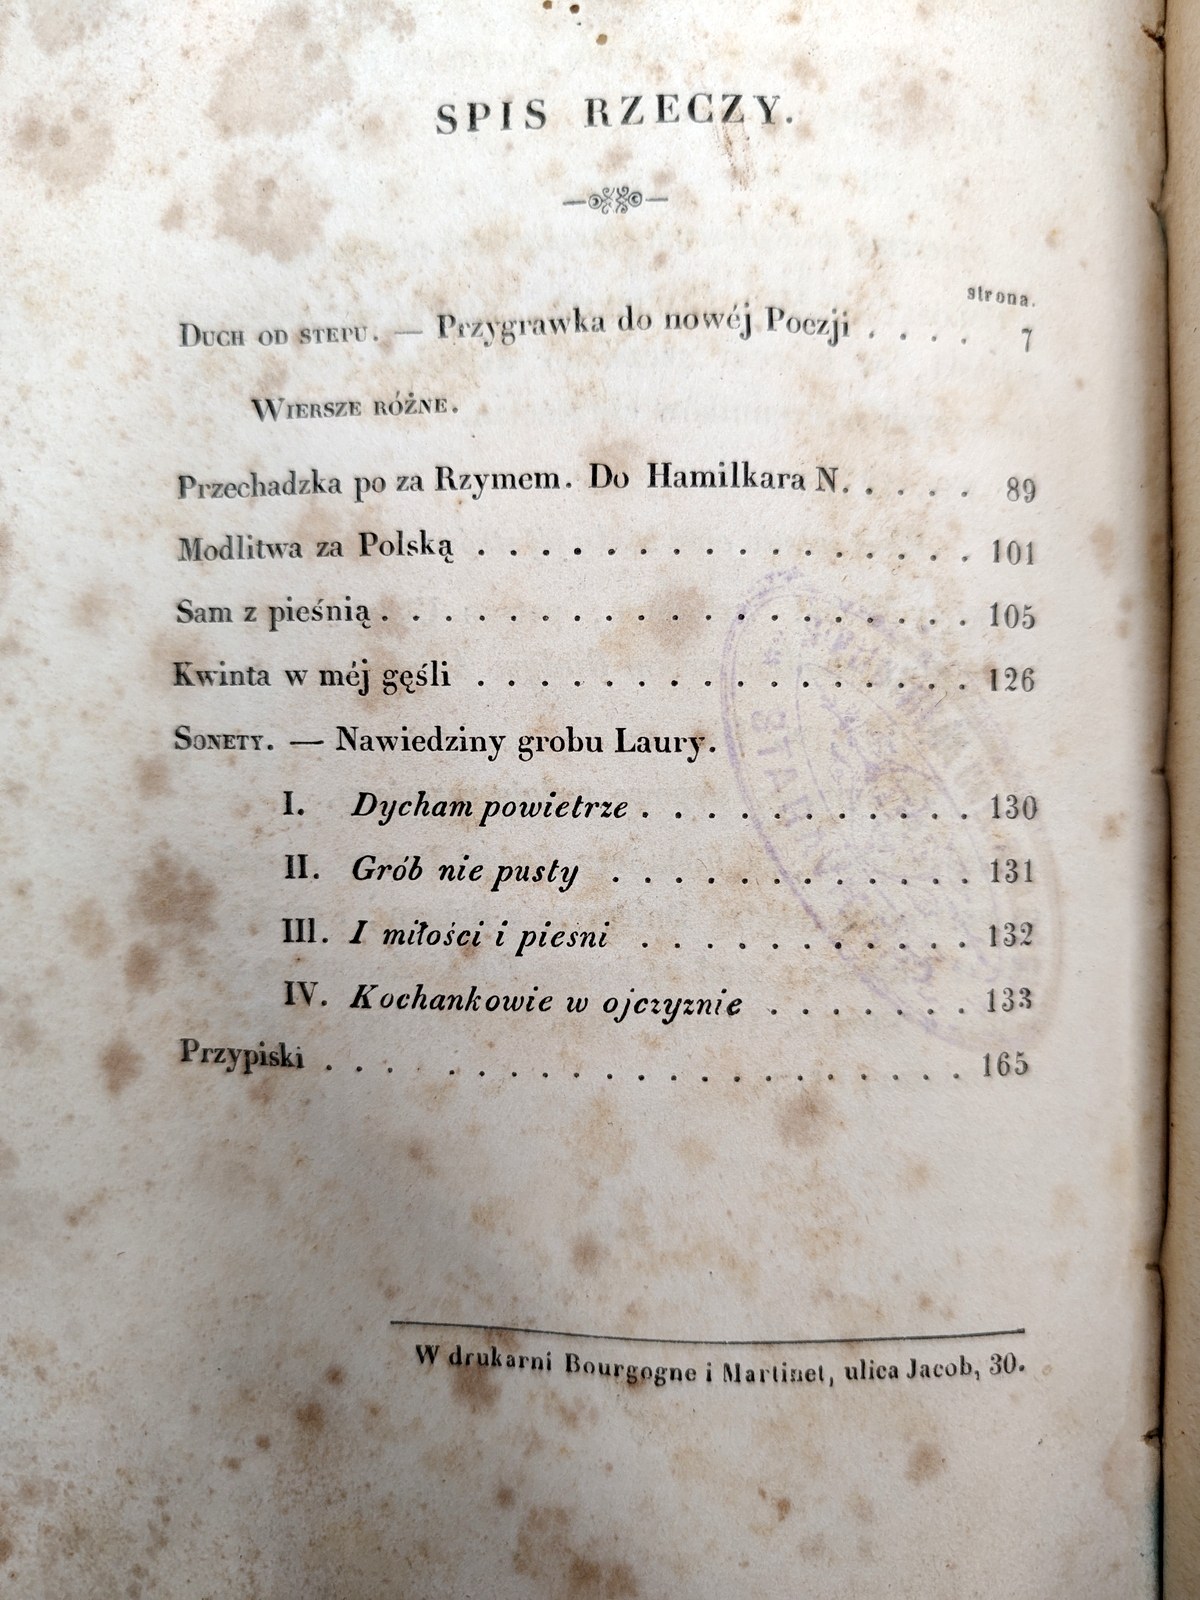 SPIS RZECZY.
strona.
DUCH OD STEPU. — Przygrawka do nowéj Poezji . . . . 7
WIERSZE RÓŻNE.
Przechadzka po za Rzymem. Do Hamilkara N. . . . . 89
Modlitwa za Polską . . . . . . . . . . . . . . . . 101
Sam z pieśnią . . . . . . . . . . . . . . . . . . . 105
Kwinta w méj gęśli . . . . . . . . . . . . . . . . 126
SONETY. — Nawiedziny grobu Laury.
I. Dycham powietrze . . . . . . . . . . . 130
II. Grób nie pusty . . . . . . . . . . . . 131
III. I miłości i piesni . . . . . . . . . . . 132
IV. Kochankowie w ojczyznie . . . . . . . 133
Przypiski . . . . . . . . . . . . . . . . . . . . 165
W drukarni Bourgogne i Martinet, ulica Jacob, 30.